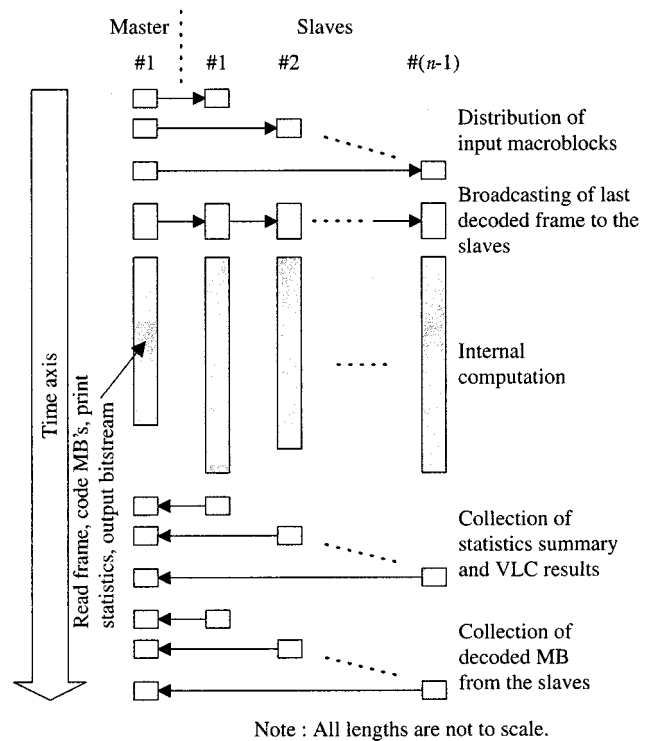 Master
Slaves
#1
#1
#2
#(n-1)
Distribution of
input macroblocks
Broadcasting of last
decoded frame to the
slaves
Internal
computation
Time axis
Read frame, code MB's, print
statistics, output bitstream
Collection of
statistics summary
and VLC results
Collection of
decoded MB
from the slaves
Note : All lengths are not to scale.